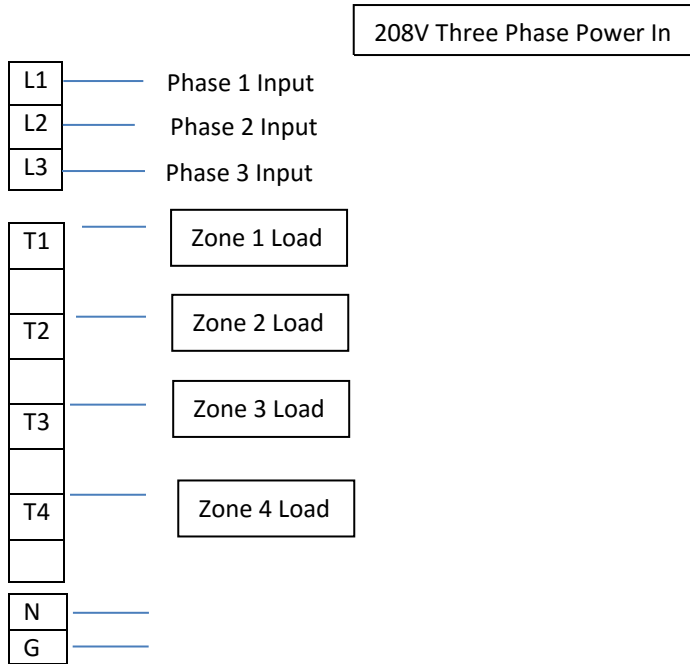 208V Three Phase Power In
L1 Phase 1 Input
L2 Phase 2 Input
L3 Phase 3 Input
T1 Zone 1 Load
T2 Zone 2 Load
T3 Zone 3 Load
T4 Zone 4 Load
N
G